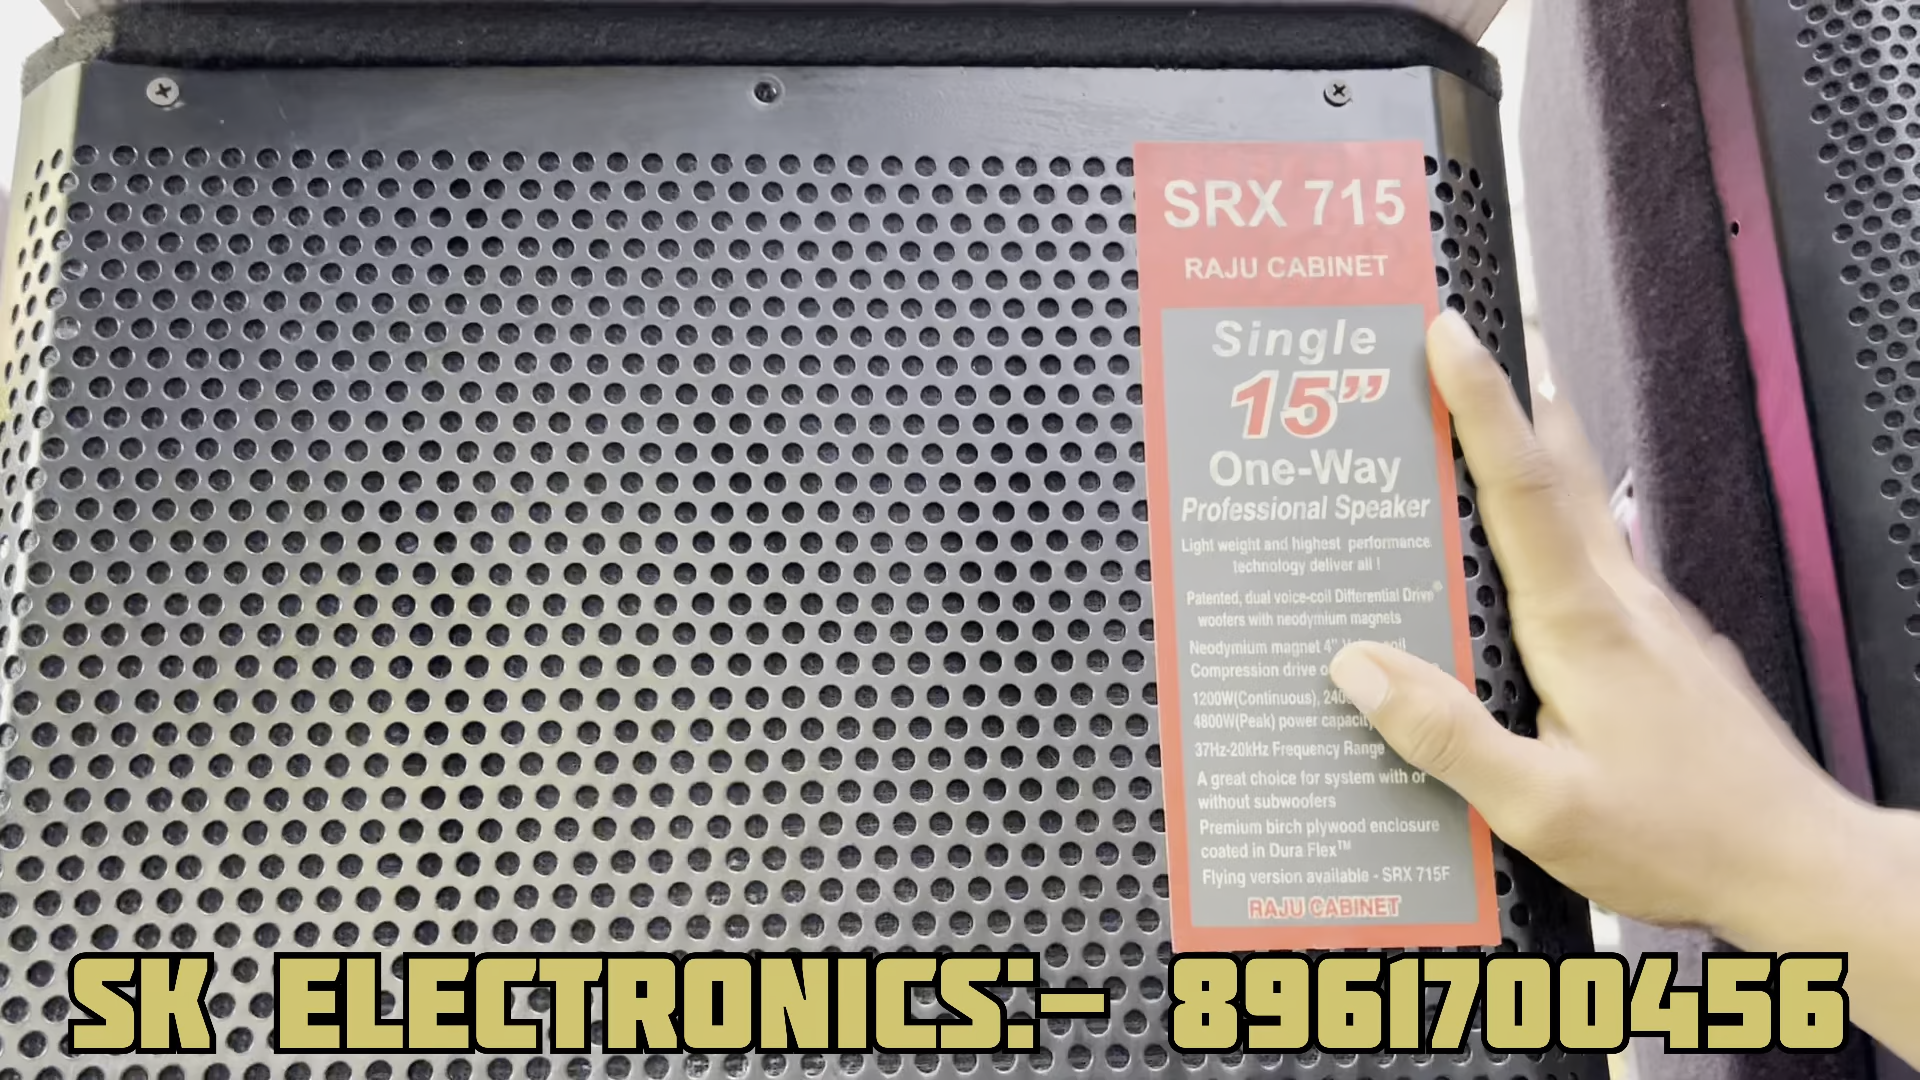 SRX 715
RAJU CABINET
Single
15”
One-Way
Professional Speaker
Light weight and highest performance
technology deliver all !
Patented, dual voice-coil Differential Drive®
woofers with neodymium magnets
Neodymium magnet 4"
Compression drive
1200W(Continuous),
4800W(Peak) power capacity
37Hz-20kHz Frequency Range
A great choice for system with or
without subwoofers
Premium birch plywood enclosure
coated in Dura Flex™
Flying version available - SRX 715F
RAJU CABINET
SK ELECTRONICS:- 8961700456